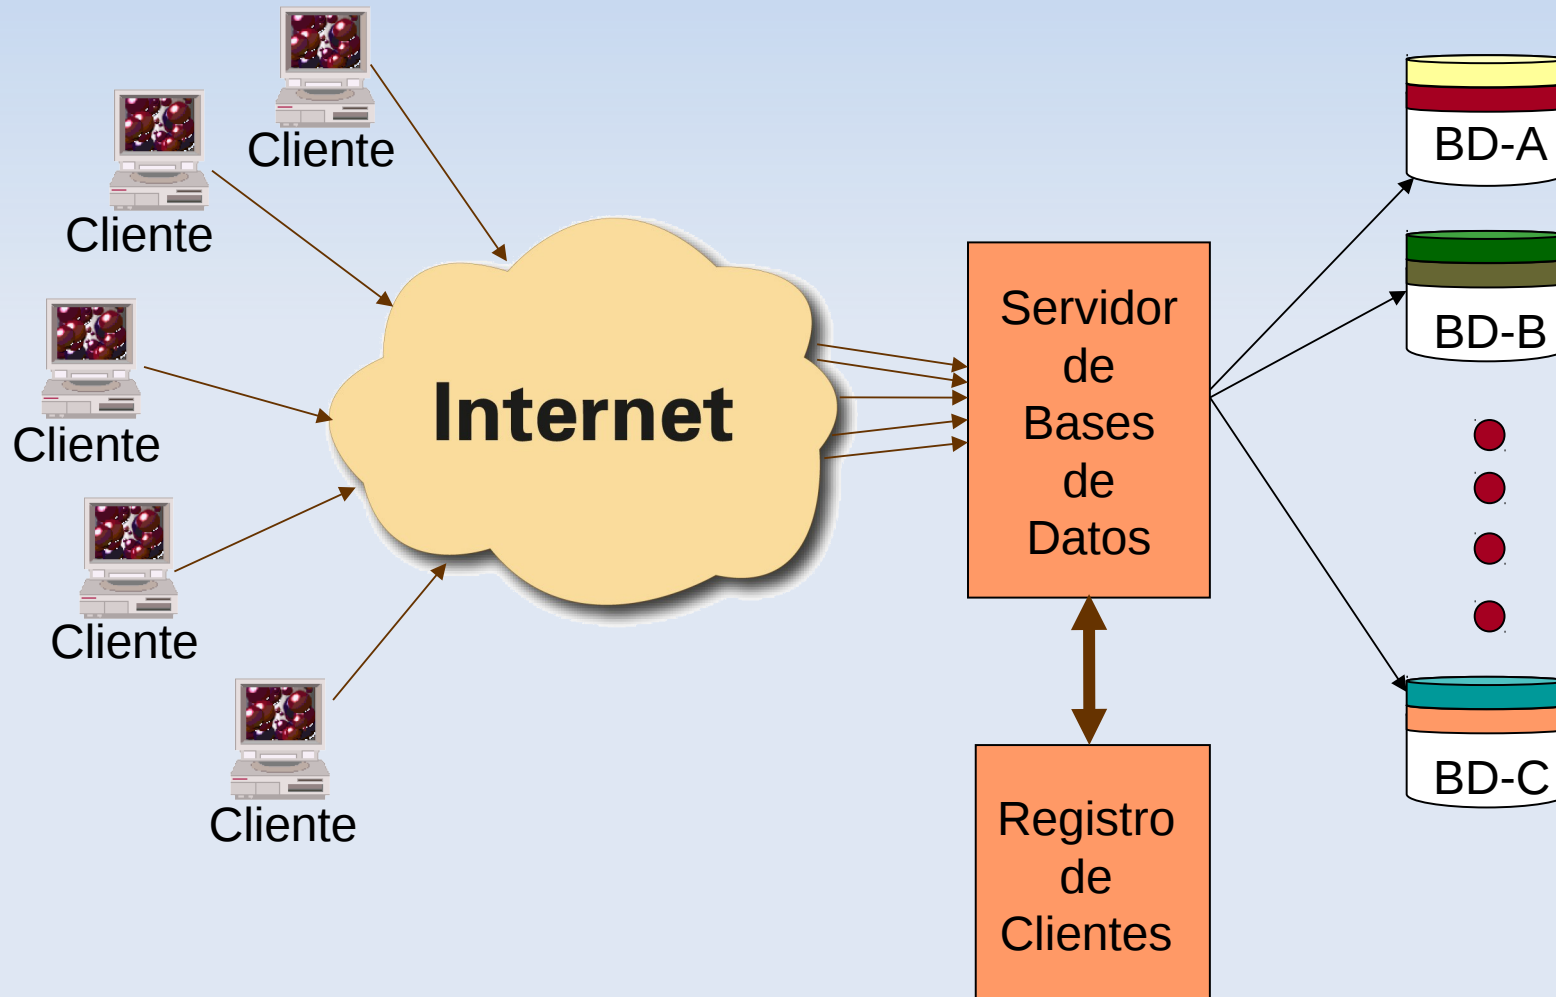 Cliente
Cliente
Cliente
Cliente
Cliente
Internet
Servidor
de
Bases
de
Datos
Registro
de
Clientes
BD-A
BD-B
BD-C